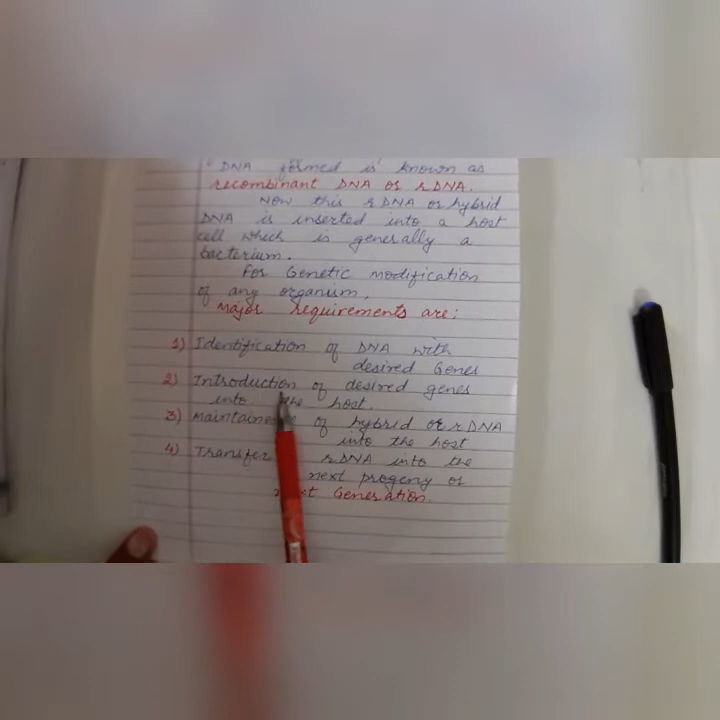 DNA formed is known as
recombinant DNA or rDNA.
Now this rDNA or hybrid
DNA is inserted into a host
cell which is generally a
bacterium.
For Genetic modification
of any organism,
major requirements are:
1) Identification of DNA with
desired Genes
2) Introduction of desired genes
into the host.
3) of hybrid or rDNA
into the host
4) Transfer rDNA into the
next progeny or
Generation.